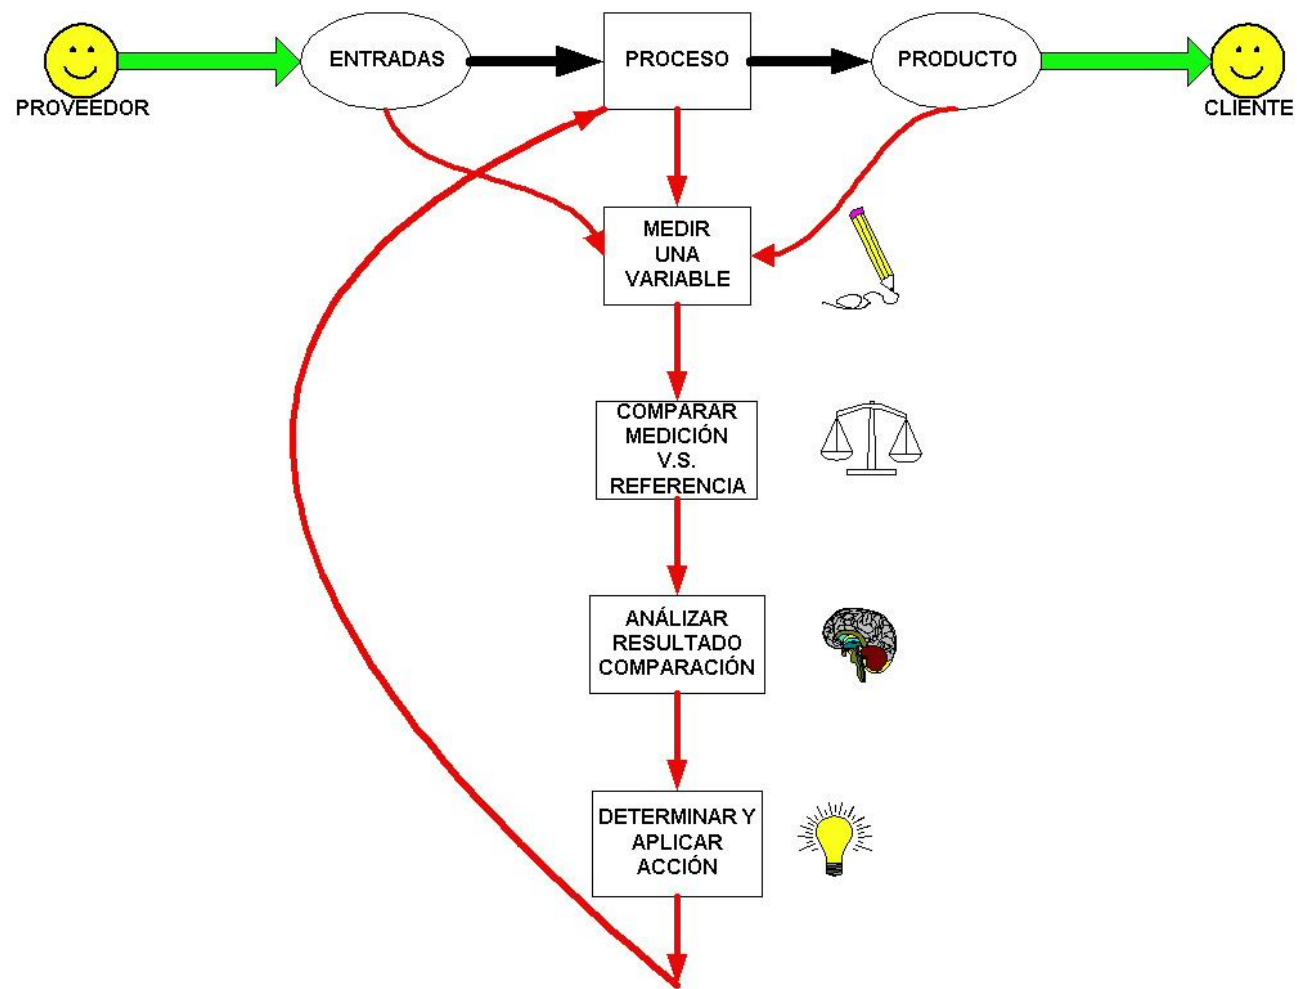 ENTRADAS
PROCESO
PRODUCTO
PROVEEDOR
CLIENTE
MEDIR
UNA
VARIABLE
COMPARAR
MEDICIÓN
V.S.
REFERENCIA
ANÁLIZAR
RESULTADO
COMPARACIÓN
DETERMINAR Y
APLICAR
ACCIÓN